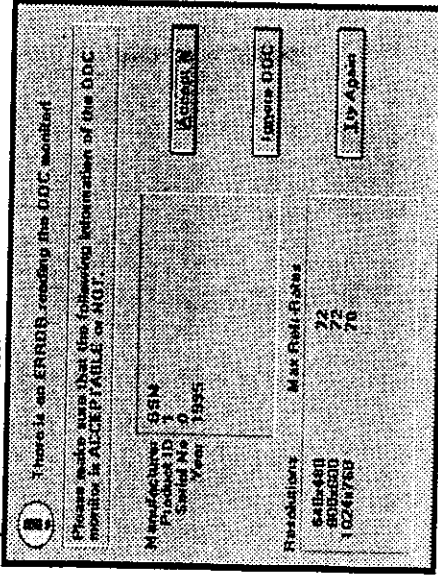 There is an ERROR reading the DDC monitor!
Please make sure that the following information of the DDC
monitor is ACCEPTABLE or NOT.
Manufacturer
Product ID 1
Serial No 0
Year 1995
Accept It
Ignore DDC
Try Again
Resolutions Max Refr-Rates
640x480 72
800x600 72
1024x768 70